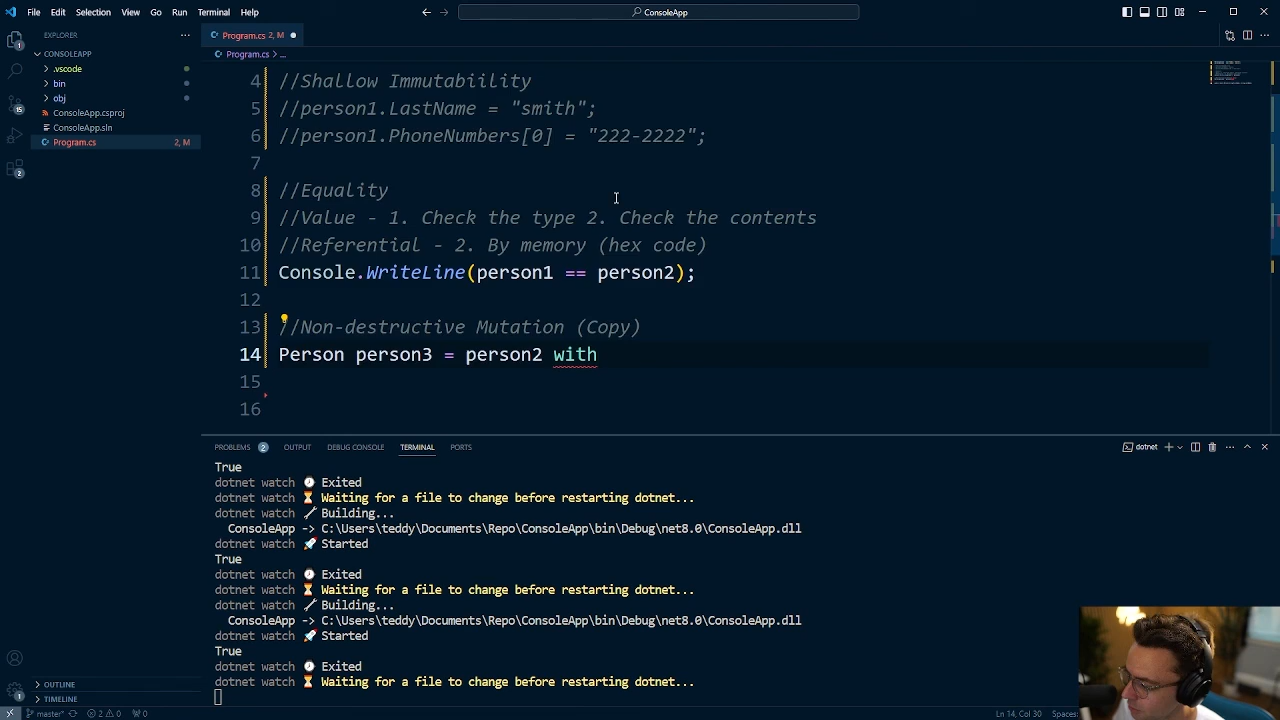 File Edit Selection View Go Run Terminal Help
ConsoleApp
EXPLORER
CONSOLEAPP
.vscode
bin
obj
ConsoleApp.csproj
ConsoleApp.sln
Program.cs 2, M
OUTLINE
TIMELINE
Program.cs 2, M
Program.cs > ...
4 //Shallow Immutabiility
5 //person1.LastName = "smith";
6 //person1.PhoneNumbers[0] = "222-2222";
7
8 //Equality
9 //Value - 1. Check the type 2. Check the contents
10 //Referential - 2. By memory (hex code)
11 Console.WriteLine(person1 == person2);
12
13 //Non-destructive Mutation (Copy)
14 Person person3 = person2 with
15
16
PROBLEMS 2 OUTPUT DEBUG CONSOLE TERMINAL PORTS
dotnet
True
dotnet watch Exited
dotnet watch Waiting for a file to change before restarting dotnet...
dotnet watch Building...
ConsoleApp -> C:\Users\teddy\Documents\Repo\ConsoleApp\bin\Debug\net8.0\ConsoleApp.dll
dotnet watch Started
True
dotnet watch Exited
dotnet watch Waiting for a file to change before restarting dotnet...
dotnet watch Building...
ConsoleApp -> C:\Users\teddy\Documents\Repo\ConsoleApp\bin\Debug\net8.0\ConsoleApp.dll
dotnet watch Started
True
dotnet watch Exited
dotnet watch Waiting for a file to change before restarting dotnet...
master* 2 0 0
Ln 14, Col 30 Spaces: